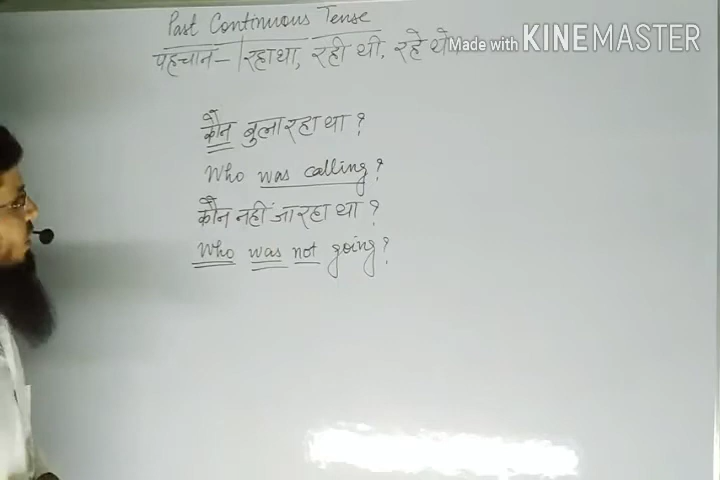 Past Continuous Tense
पहचान - रहा था, रही थी, रहे थे
Made with KINEMASTER
कौन बुला रहा था ?
Who was calling ?
कौन नहीं जा रहा था ?
Who was not going ?